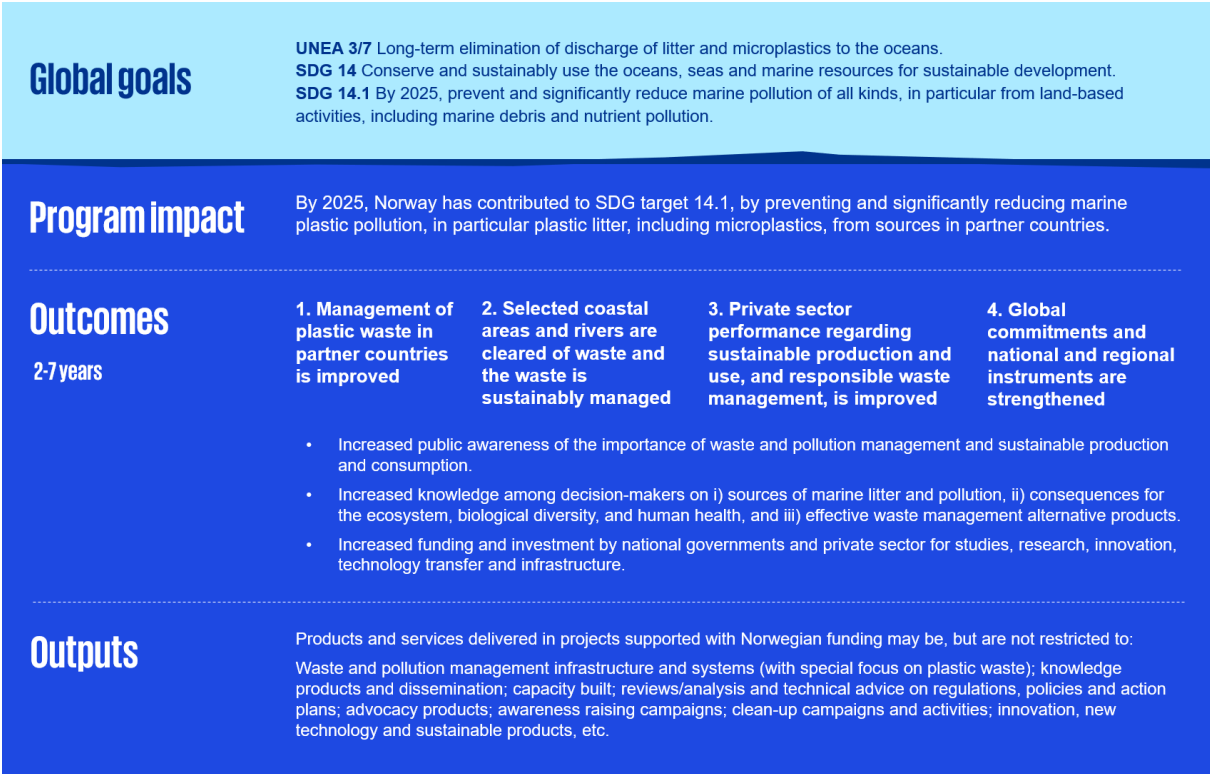 Global goals
UNEA 3/7 Long-term elimination of discharge of litter and microplastics to the oceans.
SDG 14 Conserve and sustainably use the oceans, seas and marine resources for sustainable development.
SDG 14.1 By 2025, prevent and significantly reduce marine pollution of all kinds, in particular from land-based
activities, including marine debris and nutrient pollution.
Program impact
By 2025, Norway has contributed to SDG target 14.1, by preventing and significantly reducing marine
plastic pollution, in particular plastic litter, including microplastics, from sources in partner countries.
Outcomes
2-7 years
1. Management of
plastic waste in
partner countries
is improved
2. Selected coastal
areas and rivers are
cleared of waste and
the waste is
sustainably managed
3. Private sector
performance regarding
sustainable production and
use, and responsible waste
management, is improved
4. Global
commitments and
national and regional
instruments are
strengthened
• Increased public awareness of the importance of waste and pollution management and sustainable production
and consumption.
• Increased knowledge among decision-makers on i) sources of marine litter and pollution, ii) consequences for
the ecosystem, biological diversity, and human health, and iii) effective waste management alternative products.
• Increased funding and investment by national governments and private sector for studies, research, innovation,
technology transfer and infrastructure.
Outputs
Products and services delivered in projects supported with Norwegian funding may be, but are not restricted to:
Waste and pollution management infrastructure and systems (with special focus on plastic waste); knowledge
products and dissemination; capacity built; reviews/analysis and technical advice on regulations, policies and action
plans; advocacy products; awareness raising campaigns; clean-up campaigns and activities; innovation, new
technology and sustainable products, etc.